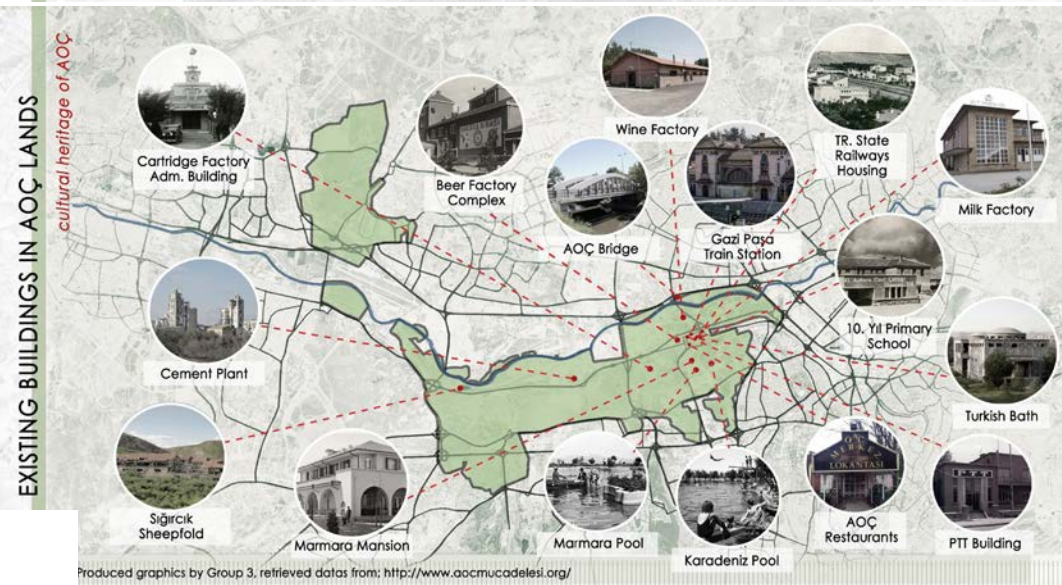 EXISTING BUILDINGS IN AOÇ LANDS
cultural heritage of AOÇ
Cartridge Factory
Adm. Building
Beer Factory
Complex
Wine Factory
AOÇ Bridge
Gazi Paşa
Train Station
TR. State
Railways
Housing
Milk Factory
10. Yıl Primary
School
Cement Plant
Turkish Bath
Sığırcık
Sheepfold
Marmara Mansion
Marmara Pool
Karadeniz Pool
MERKEZ
LOKANTASI
AOÇ
Restaurants
PTT Building
Produced graphics by Group 3, retrieved datas from; http://www.aocmucadelesi.org/